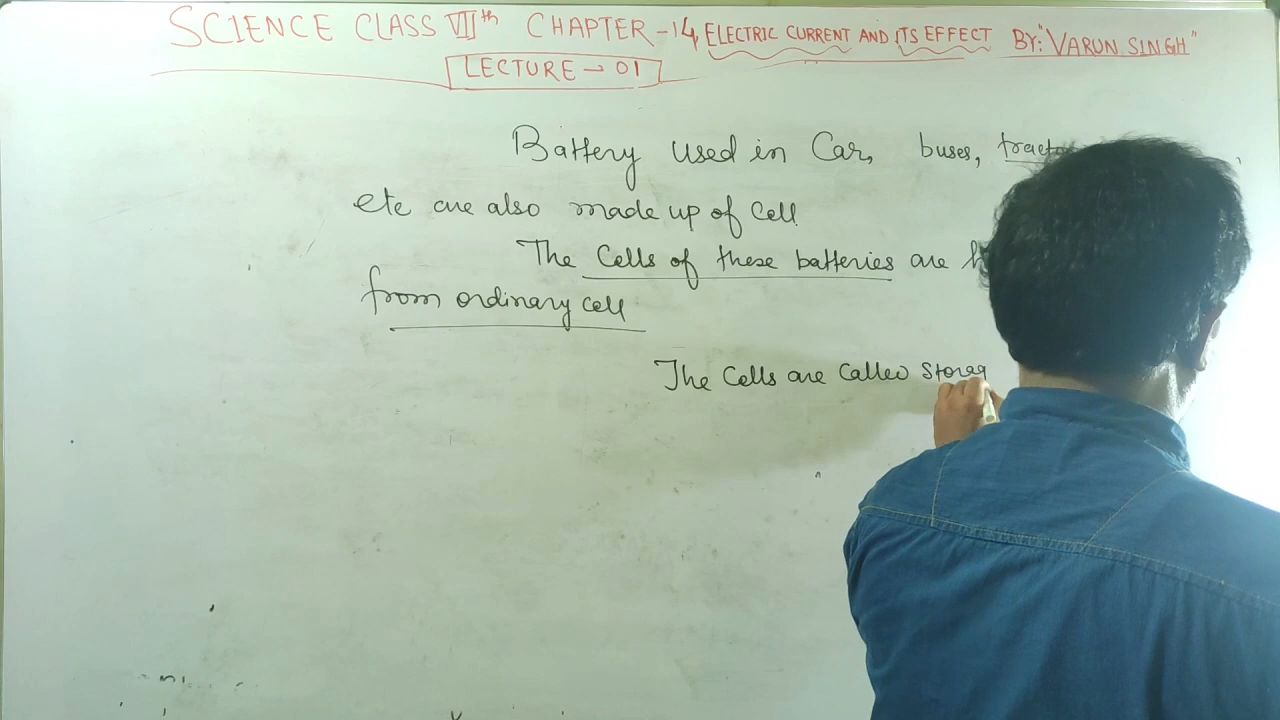 SCIENCE CLASS VIIth CHAPTER-14, ELECTRIC CURRENT AND ITS EFFECT BY:"VARUN SINGH"
LECTURE → 01
Battery used in Car, buses,
etc are also made up of cell
The Cells of these batteries are
from ordinary cell
The Cells are called